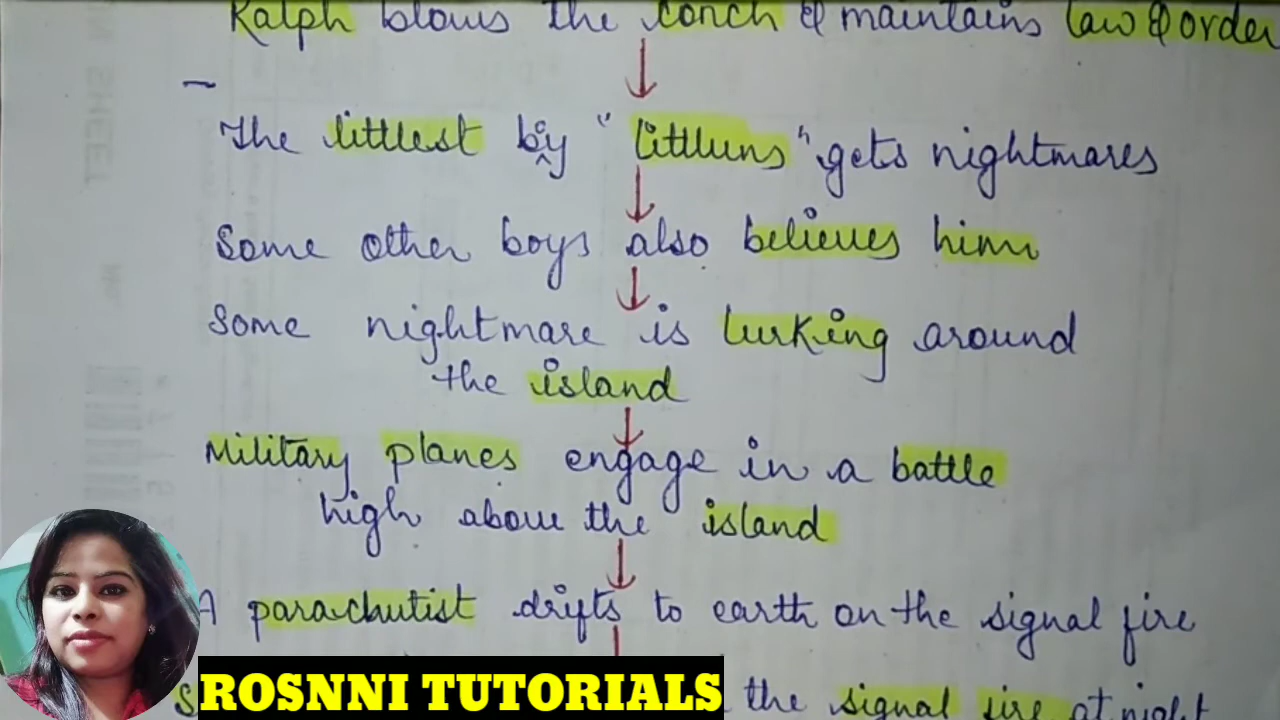 Ralph blows the conch & maintains law & order
The littlest boy "littluns" gets nightmares
Some other boys also believes him
Some nightmare is lurking around
the island
Military planes engage in a battle
high above the island
A parachutist drifts to earth on the signal fire
ROSNNI TUTORIALS
the signal fire at night